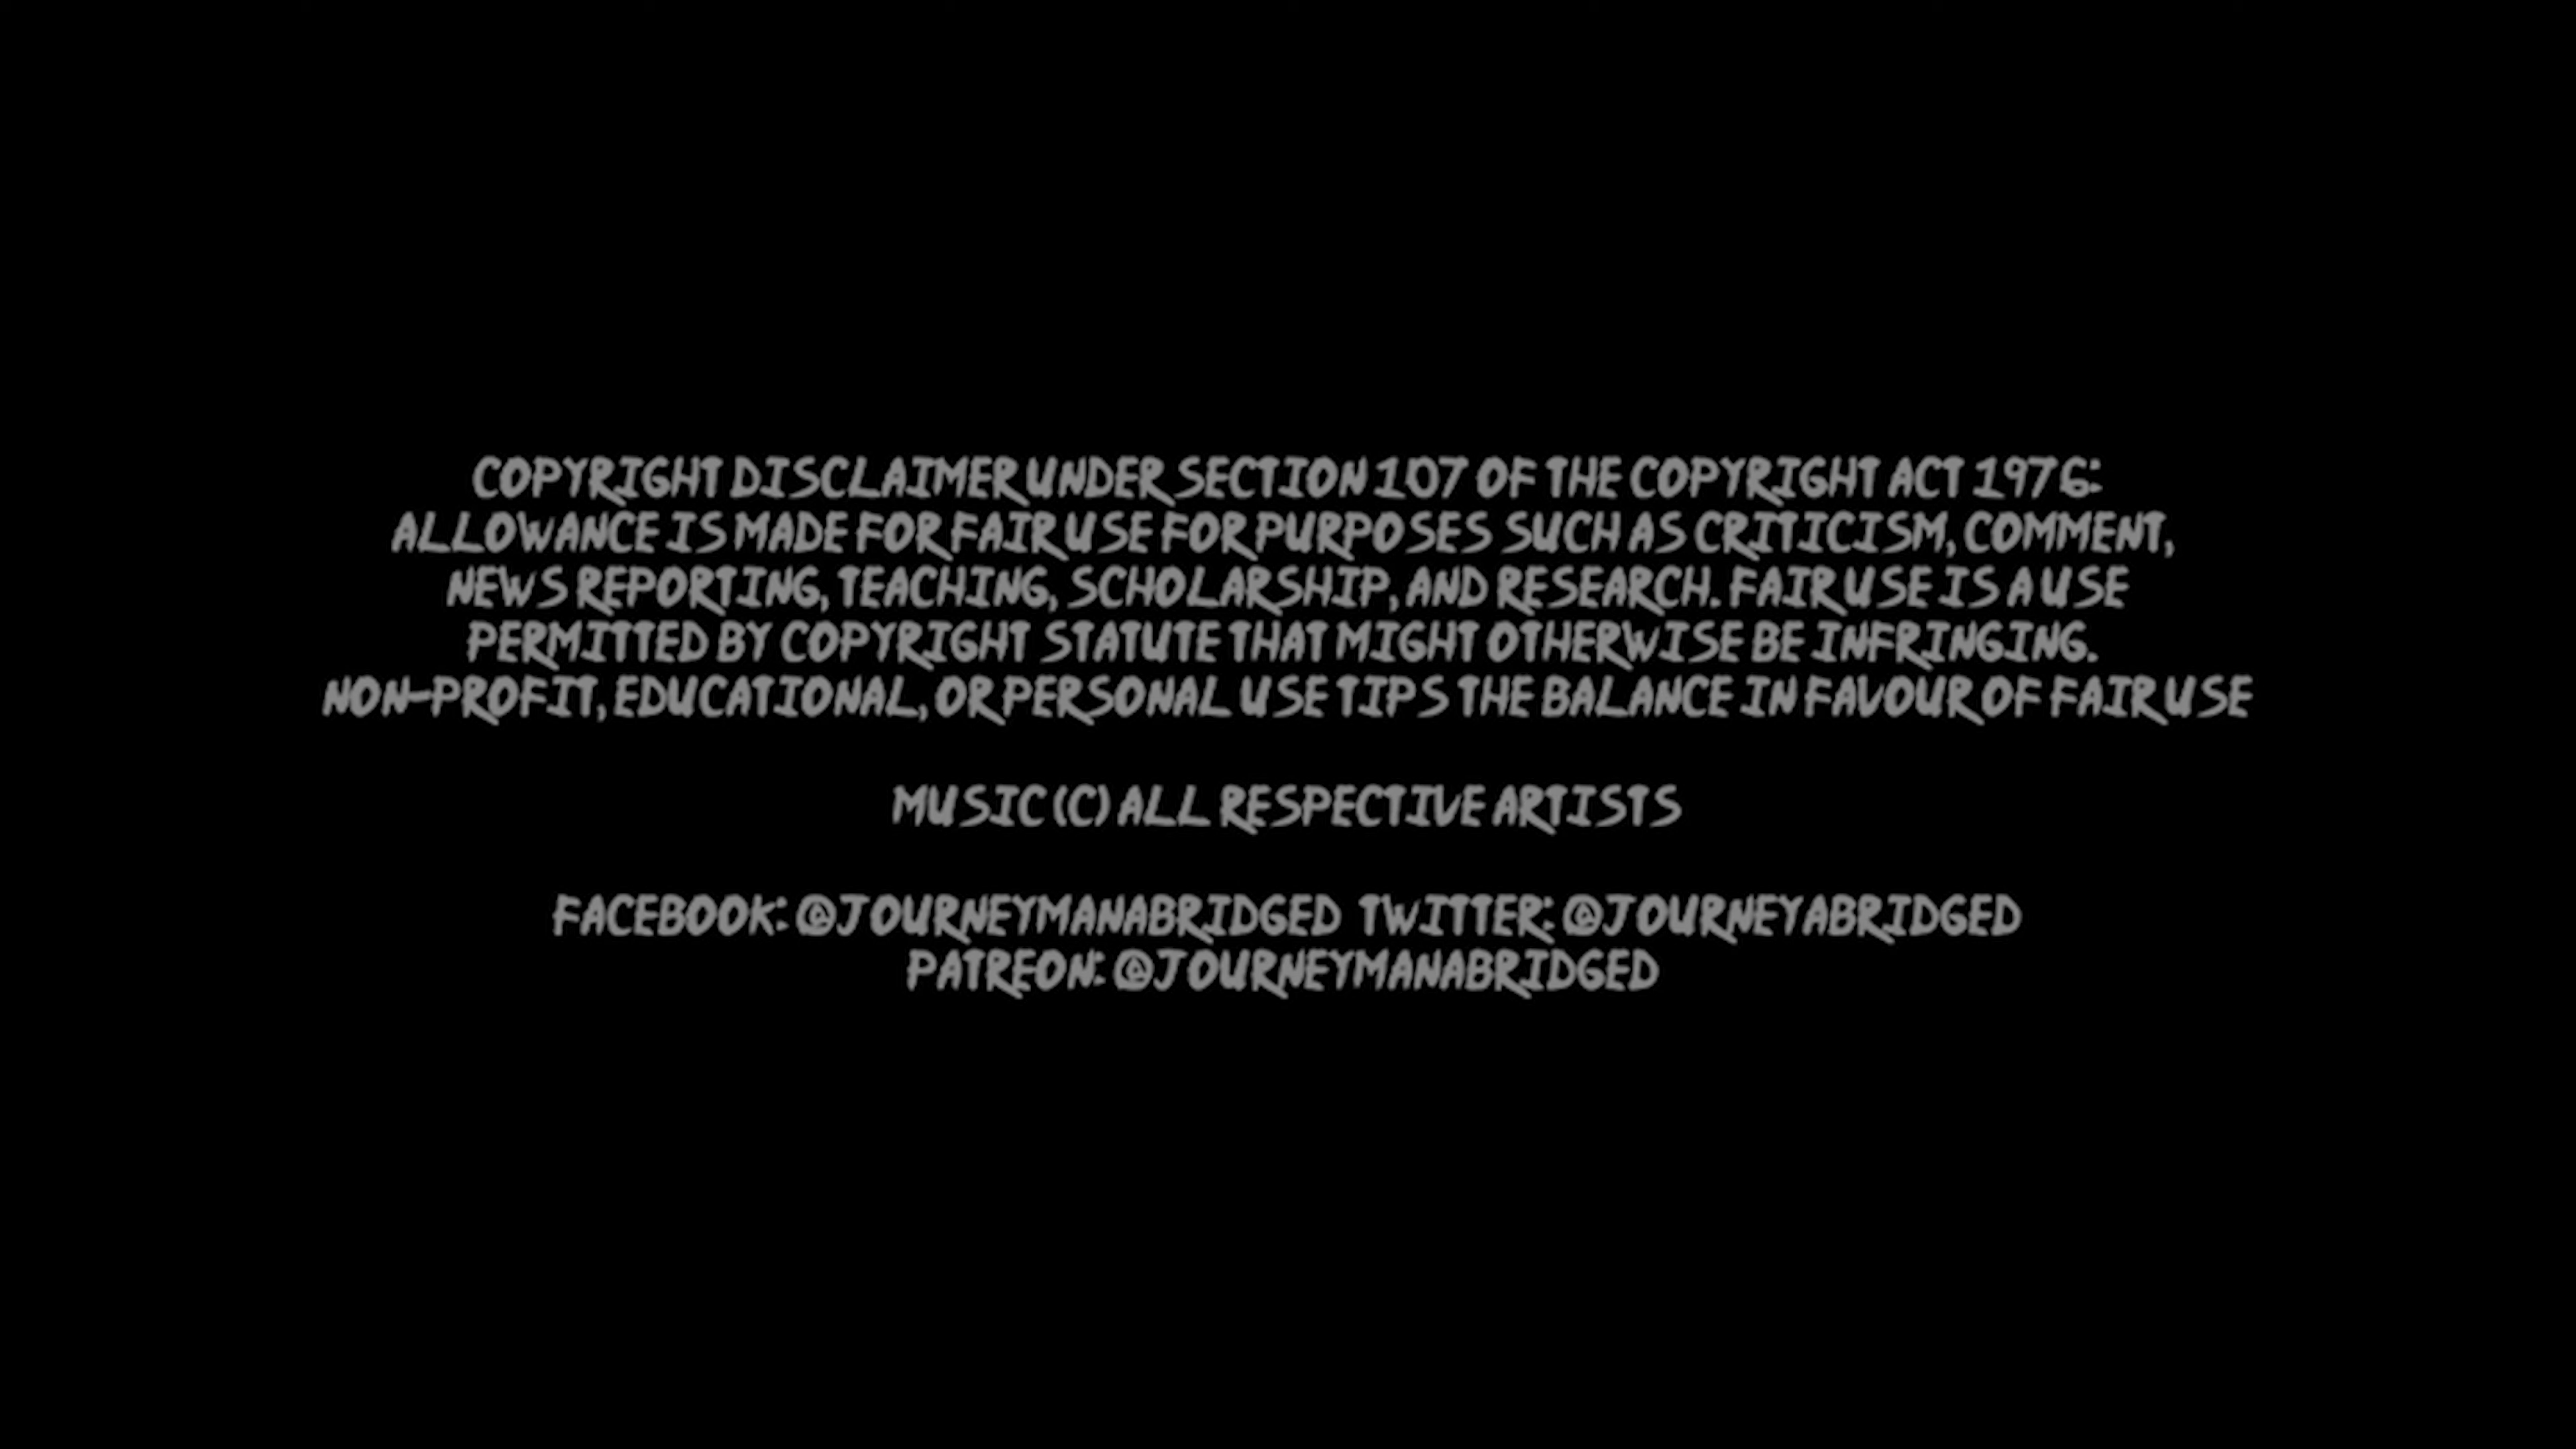 COPYRIGHT DISCLAIMER UNDER SECTION 107 OF THE COPYRIGHT ACT 1976:
ALLOWANCE IS MADE FOR FAIR USE FOR PURPOSES SUCH AS CRITICISM, COMMENT,
NEWS REPORTING, TEACHING, SCHOLARSHIP, AND RESEARCH. FAIR USE IS A USE
PERMITTED BY COPYRIGHT STATUTE THAT MIGHT OTHERWISE BE INFRINGING.
NON-PROFIT, EDUCATIONAL, OR PERSONAL USE TIPS THE BALANCE IN FAVOUR OF FAIR USE
MUSIC (C) ALL RESPECTIVE ARTISTS
FACEBOOK: @JOURNEYMANABRIDGED TWITTER: @JOURNEYABRIDGED
PATREON: @JOURNEYMANABRIDGED